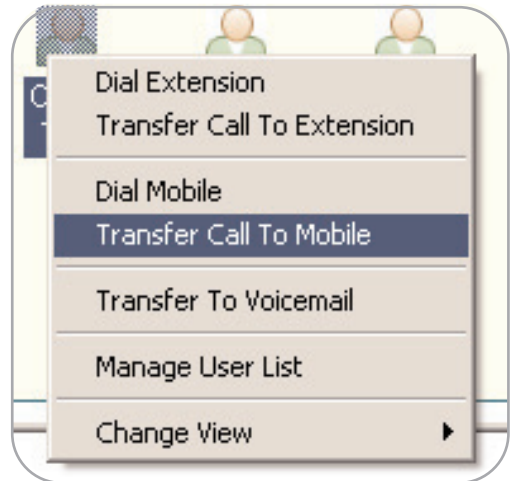 Dial Extension
Transfer Call To Extension
Dial Mobile
Transfer Call To Mobile
Transfer To Voicemail
Manage User List
Change View